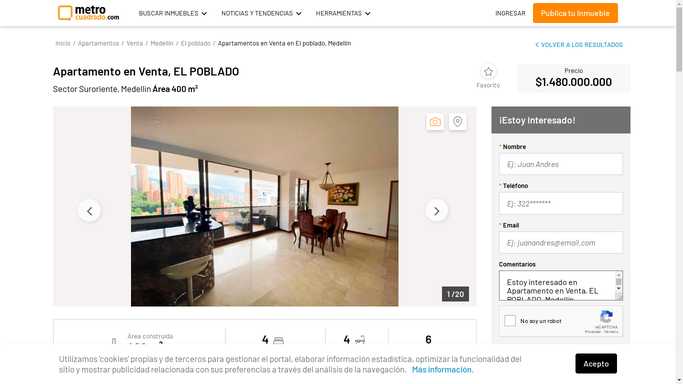 metro
cuadrado.com
BUSCAR INMUEBLES
NOTICIAS Y TENDENCIAS
HERRAMIENTAS
INGRESAR
Publica tu Inmueble
Inicio / Apartamentos / Venta / Medellín / El poblado / Apartamentos en Venta en El poblado, Medellín
VOLVER A LOS RESULTADOS
Apartamento en Venta, EL POBLADO
Sector Suroriente, Medellín Área 400 m²
Favorito
Precio
$1.480.000.000
1 / 20
¡Estoy Interesado!
* Nombre
Ej: Juan Andres
* Teléfono
Ej: 322*******
* Email
Ej: juanandres@email.com
Comentarios
Estoy interesado en
Apartamento en Venta, EL
POBLADO, Medellín
No soy un robot
reCAPTCHA
Privacidad - Términos
Área construida
4
4
6
Utilizamos 'cookies' propias y de terceros para gestionar el portal, elaborar información estadística, optimizar la funcionalidad del
sitio y mostrar publicidad relacionada con sus preferencias a través del análisis de la navegación. Más información.
Acepto